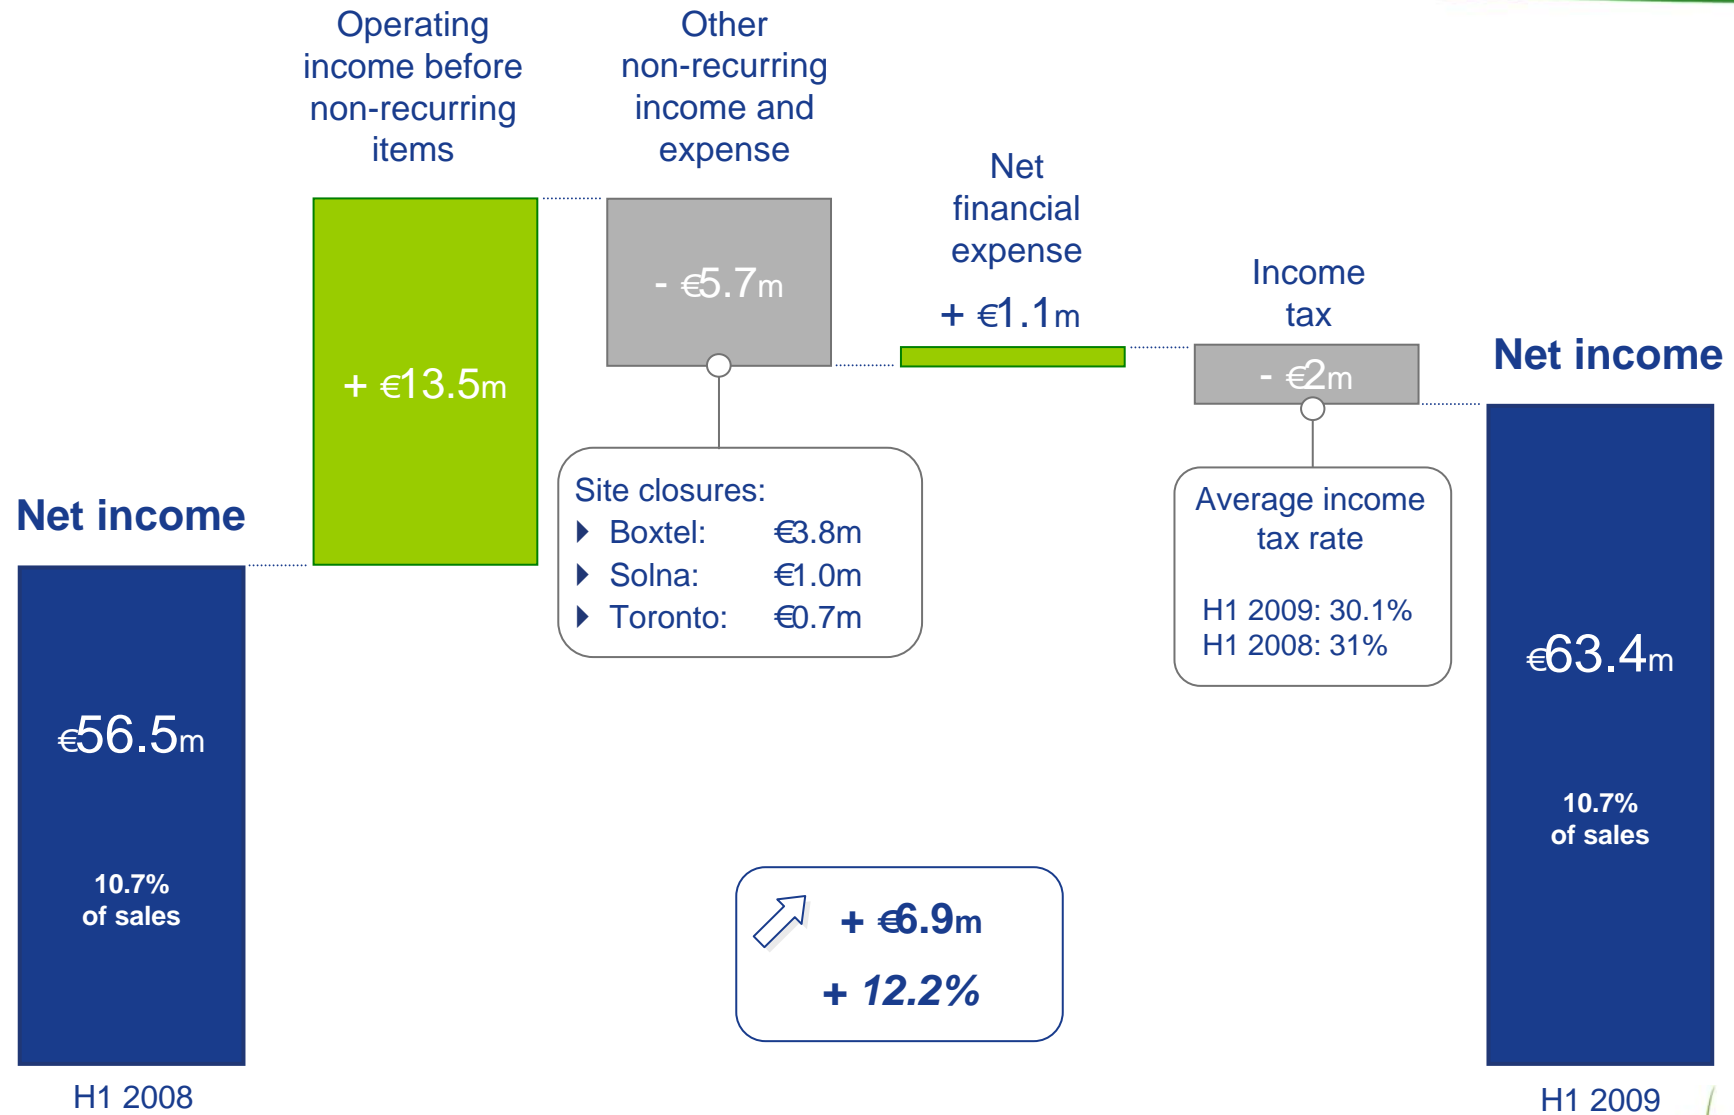 Operating
income before
non-recurring
items
Other
non-recurring
income and
expense
Net
financial
expense
+ €1.1m
Income
tax
- €5.7m
+ €13.5m
- €2m
Net income
Net income
Site closures:
Boxtel: €3.8m
Solna: €1.0m
Toronto: €0.7m
Average income
tax rate
H1 2009: 30.1%
H1 2008: 31%
€56.5m
10.7%
of sales
€63.4m
10.7%
of sales
+ €6.9m
+ 12.2%
H1 2008
H1 2009